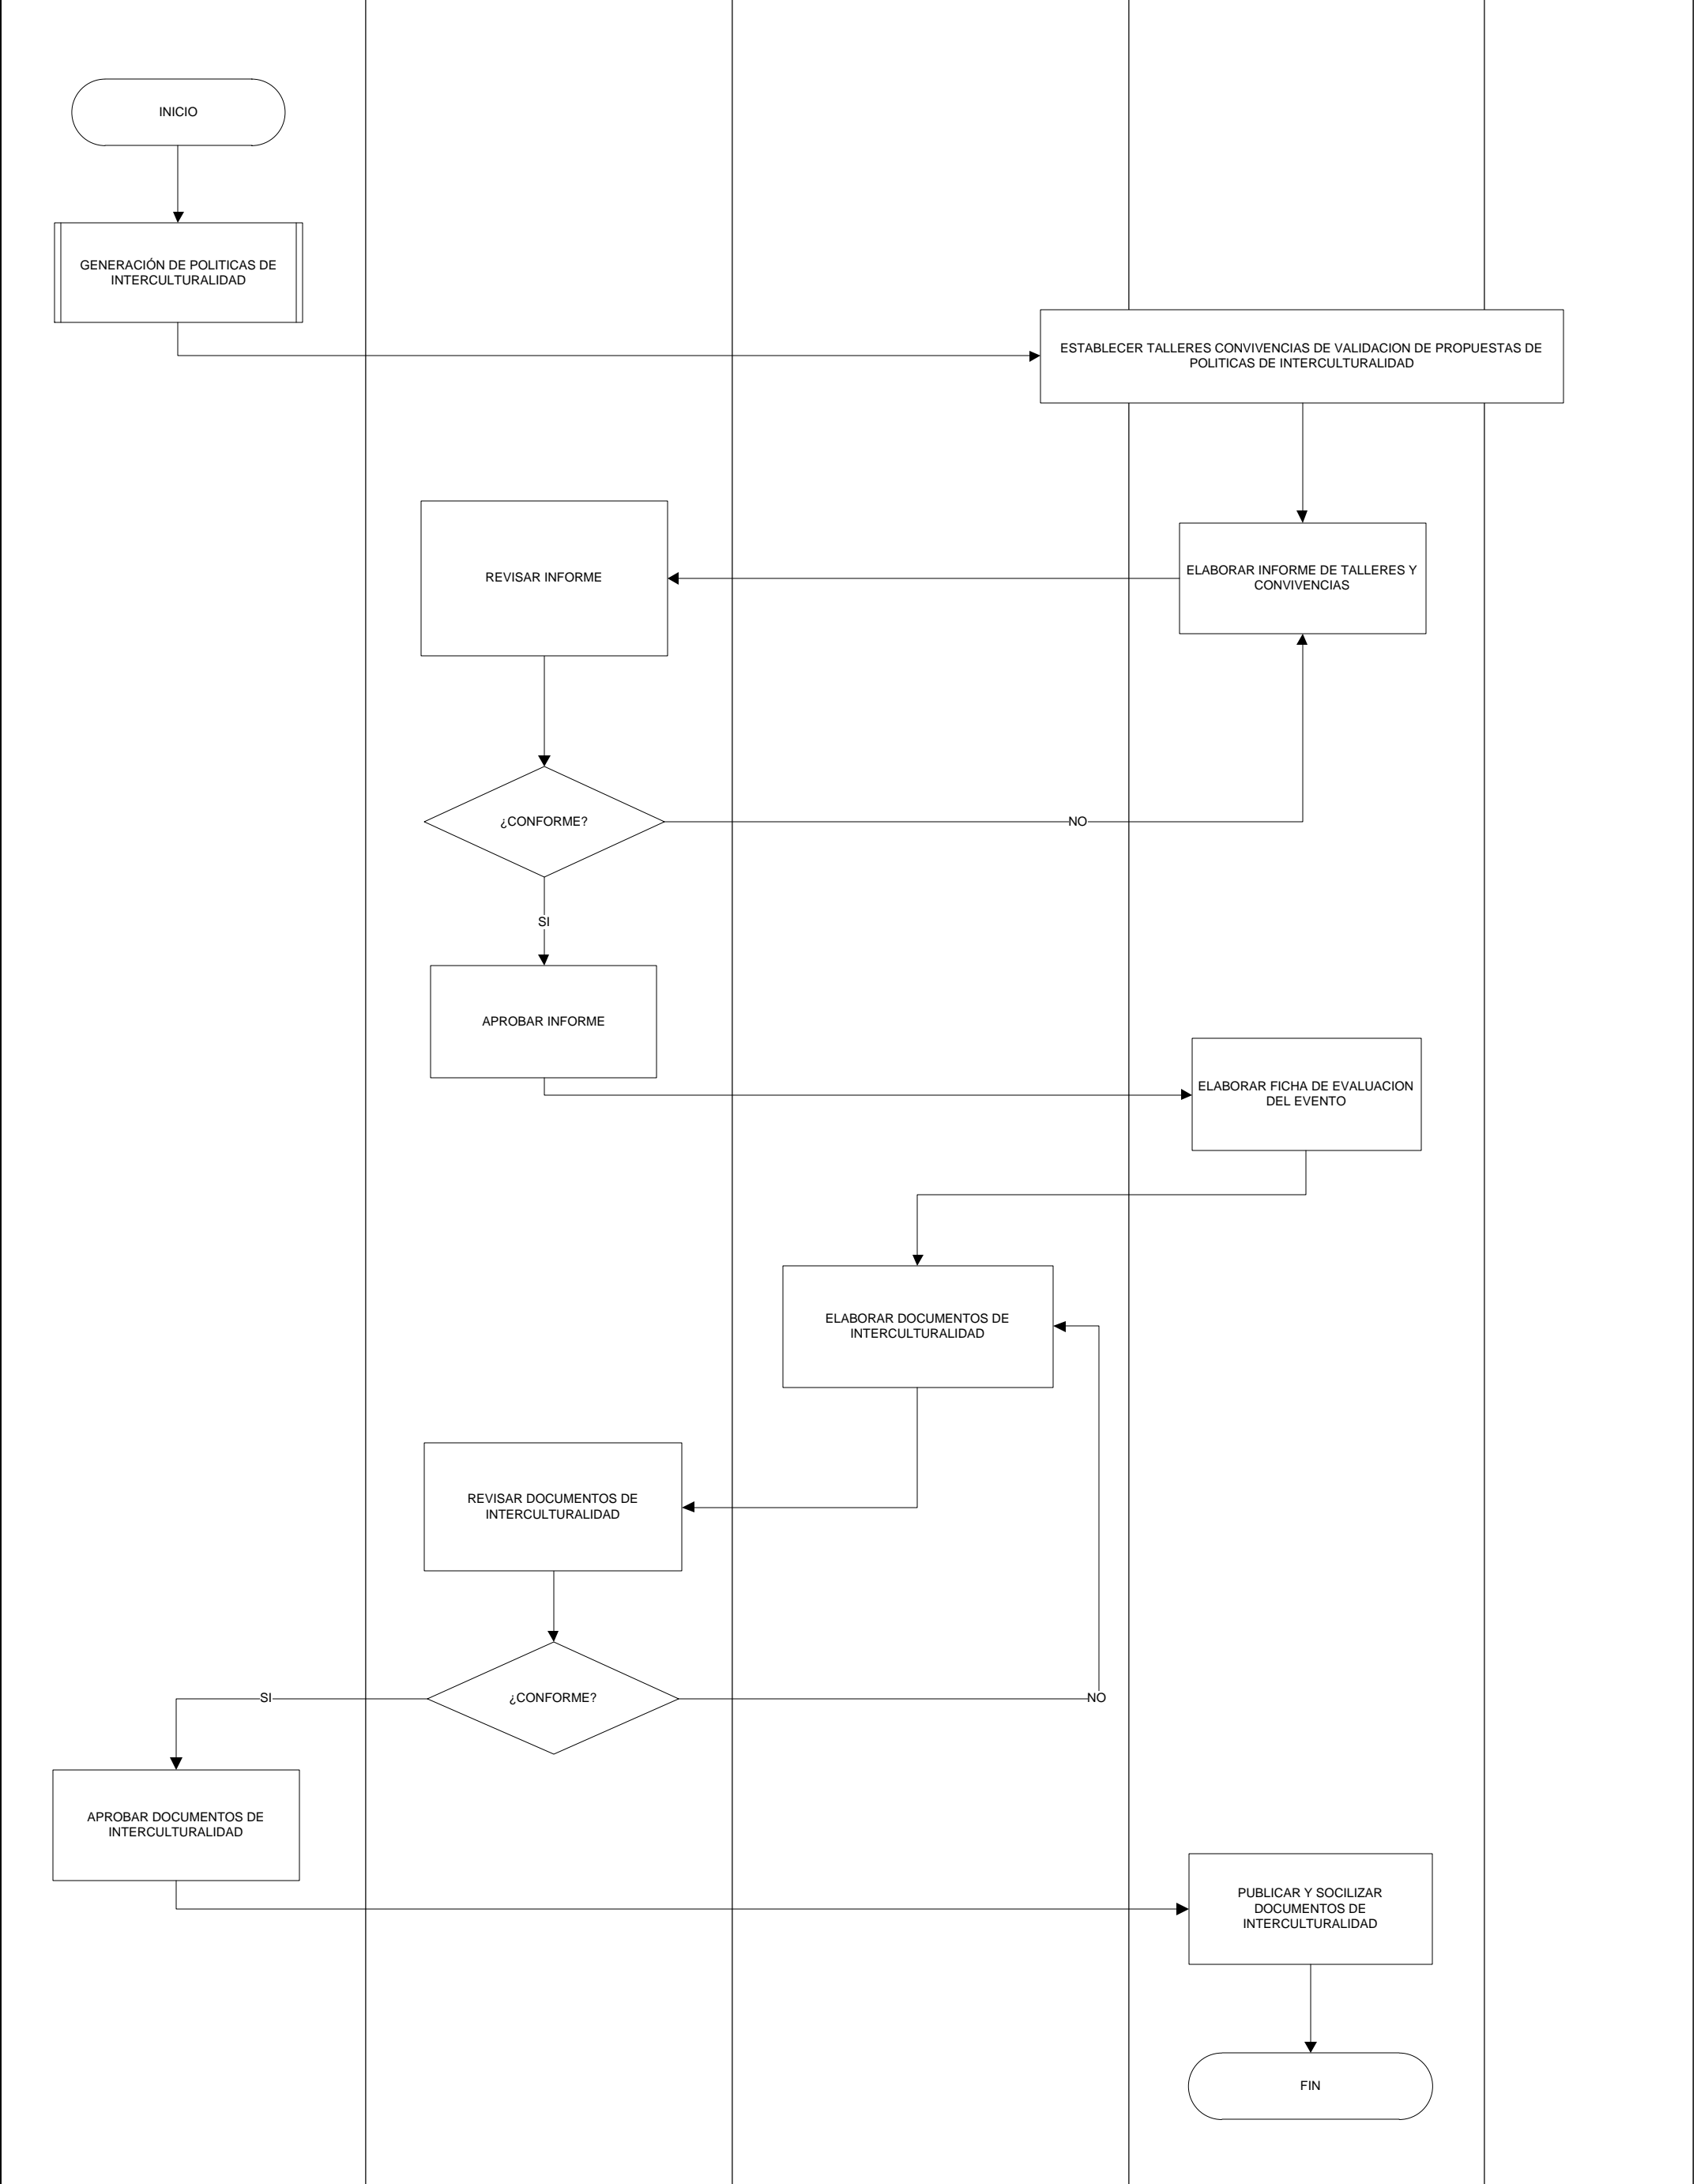 INICIO
GENERACIÓN DE POLITICAS DE
INTERCULTURALIDAD
ESTABLECER TALLERES CONVIVENCIAS DE VALIDACION DE PROPUESTAS DE
POLITICAS DE INTERCULTURALIDAD
ELABORAR INFORME DE TALLERES Y
CONVIVENCIAS
REVISAR INFORME
¿CONFORME?
NO
SI
APROBAR INFORME
ELABORAR FICHA DE EVALUACION
DEL EVENTO
ELABORAR DOCUMENTOS DE
INTERCULTURALIDAD
REVISAR DOCUMENTOS DE
INTERCULTURALIDAD
¿CONFORME?
SI
NO
APROBAR DOCUMENTOS DE
INTERCULTURALIDAD
PUBLICAR Y SOCILIZAR
DOCUMENTOS DE
INTERCULTURALIDAD
FIN